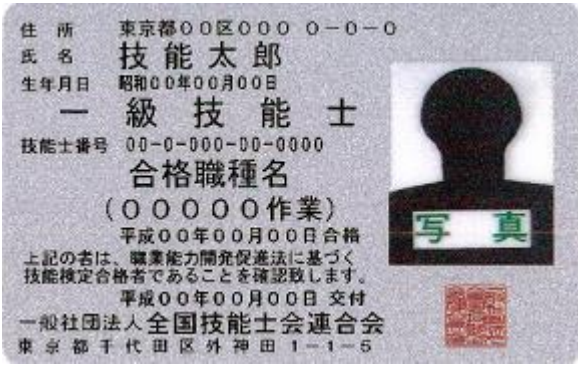 住 所 東京都００区０００ ０−０−０
氏 名 技 能 太 郎
生年月日 昭和00年00月00日
一 級 技 能 士
技能士番号 00-0-000-00-0000
合格職種名
（０００００作業）
平成００年００月００日合格
上記の者は、職業能力開発促進法に基づく
技能検定合格者であることを確認致します。
平成００年００月００日 交付
一般社団法人全国技能士会連合会
東京都千代田区外神田１−１−５
写 真